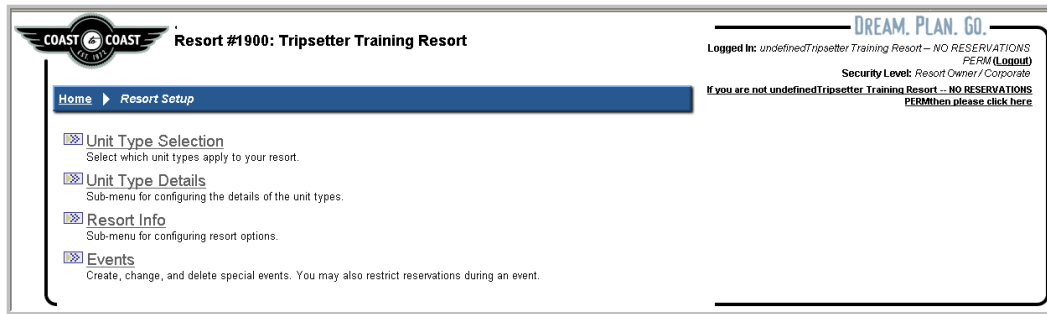 COAST to COAST
EST. 1972
Resort #1900: Tripsetter Training Resort
DREAM. PLAN. GO.
Logged In: undefinedTripsetter Training Resort -- NO RESERVATIONS
PERM (Logout)
Security Level: Resort Owner / Corporate
If you are not undefinedTripsetter Training Resort -- NO RESERVATIONS
PERMthen please click here
Home Resort Setup
Unit Type Selection
Select which unit types apply to your resort.
Unit Type Details
Sub-menu for configuring the details of the unit types.
Resort Info
Sub-menu for configuring resort options.
Events
Create, change, and delete special events. You may also restrict reservations during an event.